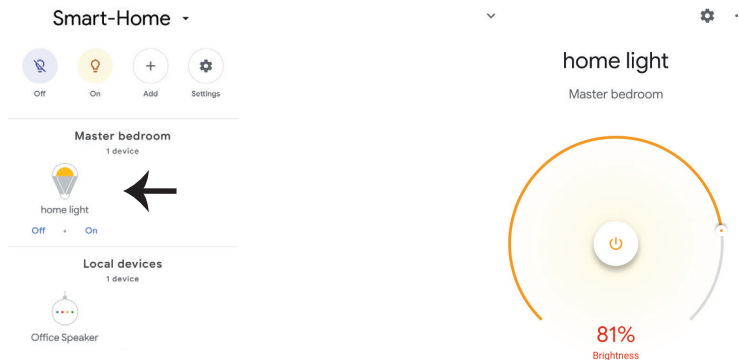 Smart-Home
Off
On
Add
Settings
Master bedroom
1 device
home light
Off • On
Local devices
1 device
Office Speaker
home light
Master bedroom
81%
Brightness